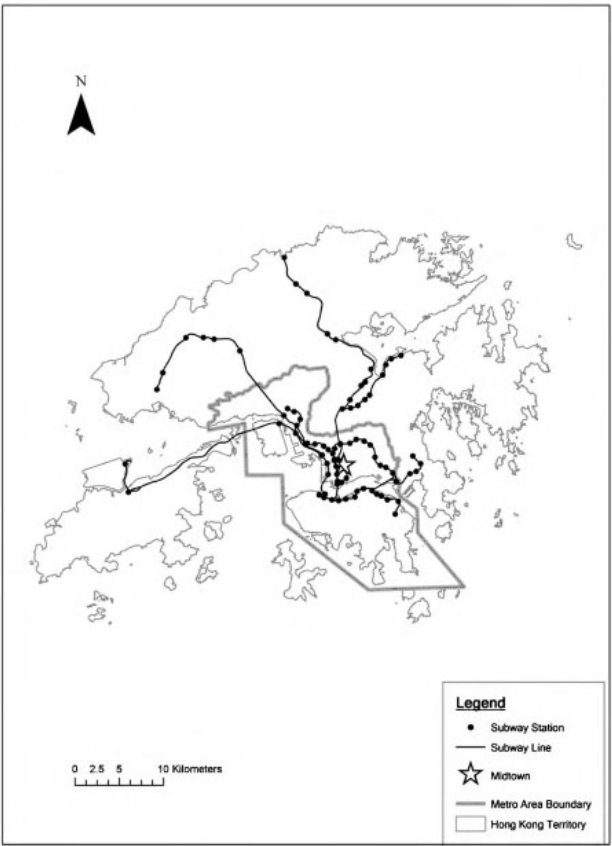 N
0 2.5 5 10 Kilometers
Legend
Subway Station
Subway Line
Midtown
Metro Area Boundary
Hong Kong Territory